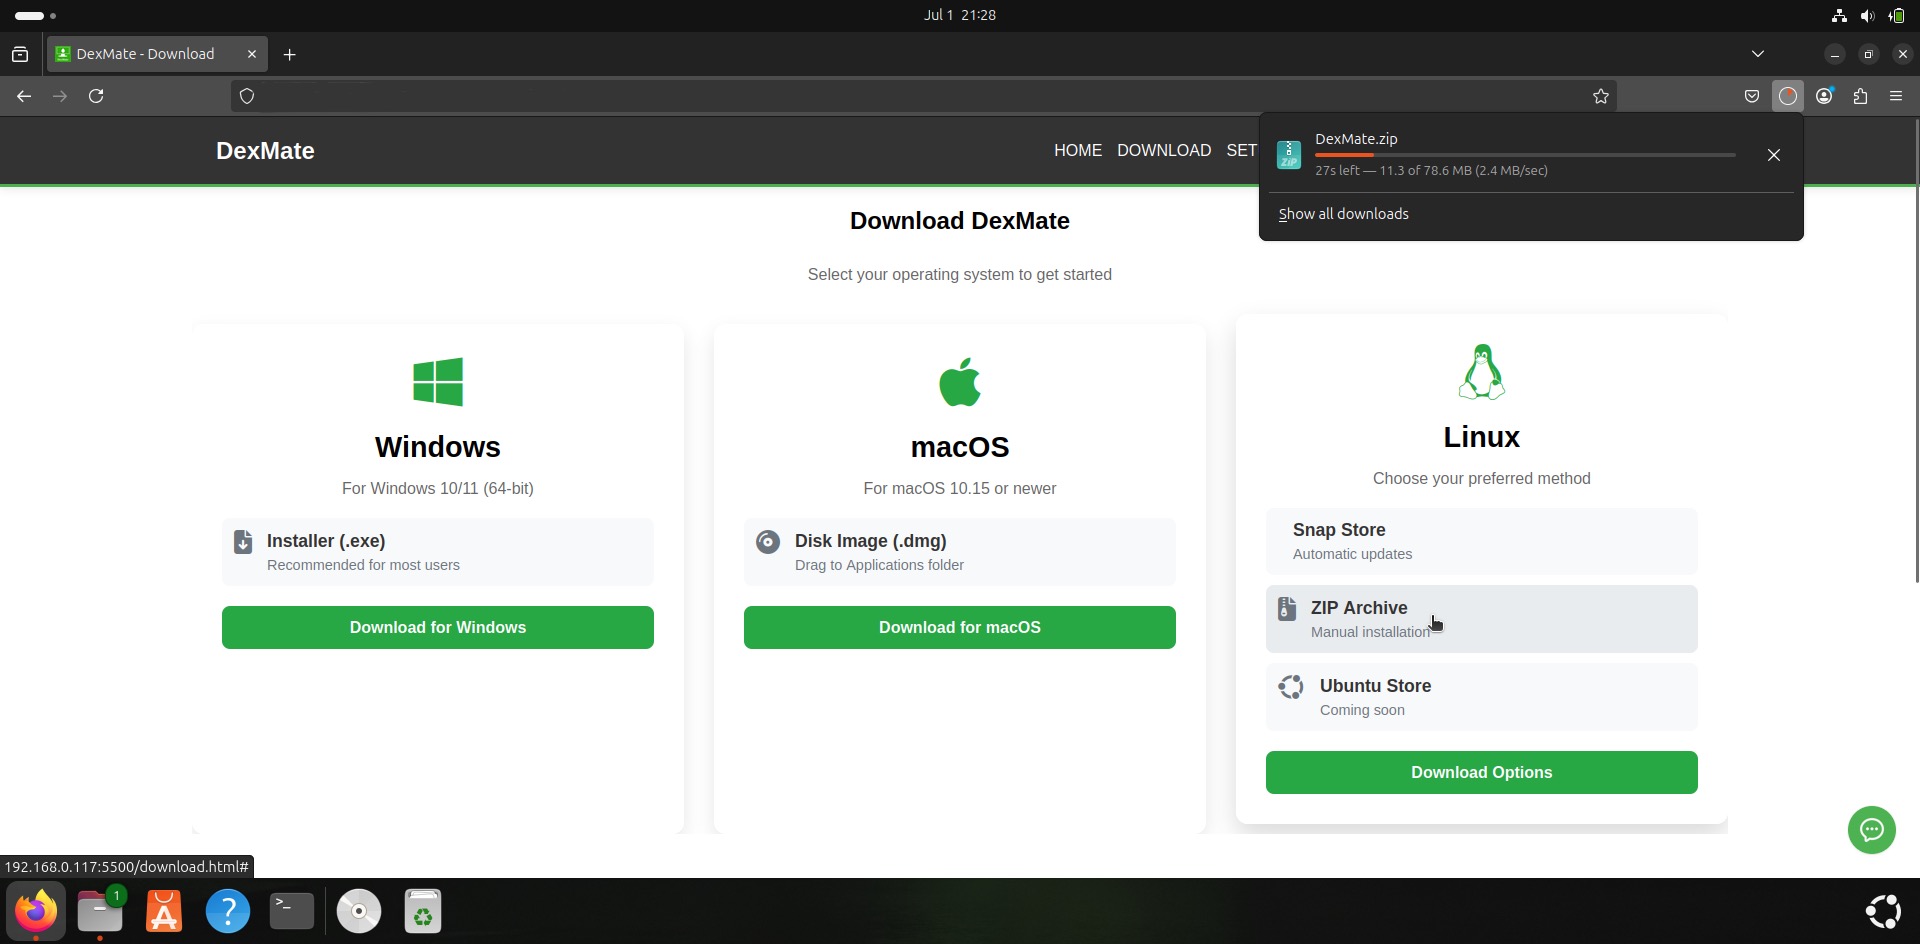 Jul 1 21:28
DexMate - Download
DexMate
HOME DOWNLOAD SET
DexMate.zip
27s left — 11.3 of 78.6 MB (2.4 MB/sec)
Show all downloads
Download DexMate
Select your operating system to get started
Windows
For Windows 10/11 (64-bit)
Installer (.exe)
Recommended for most users
Download for Windows
macOS
For macOS 10.15 or newer
Disk Image (.dmg)
Drag to Applications folder
Download for macOS
Linux
Choose your preferred method
Snap Store
Automatic updates
ZIP Archive
Manual installation
Ubuntu Store
Coming soon
Download Options
192.168.0.117:5500/download.html#
1